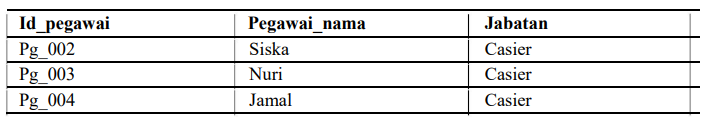 Id_pegawai Pegawai_nama Jabatan
Pg_002 Siska Casier
Pg_003 Nuri Casier
Pg_004 Jamal Casier